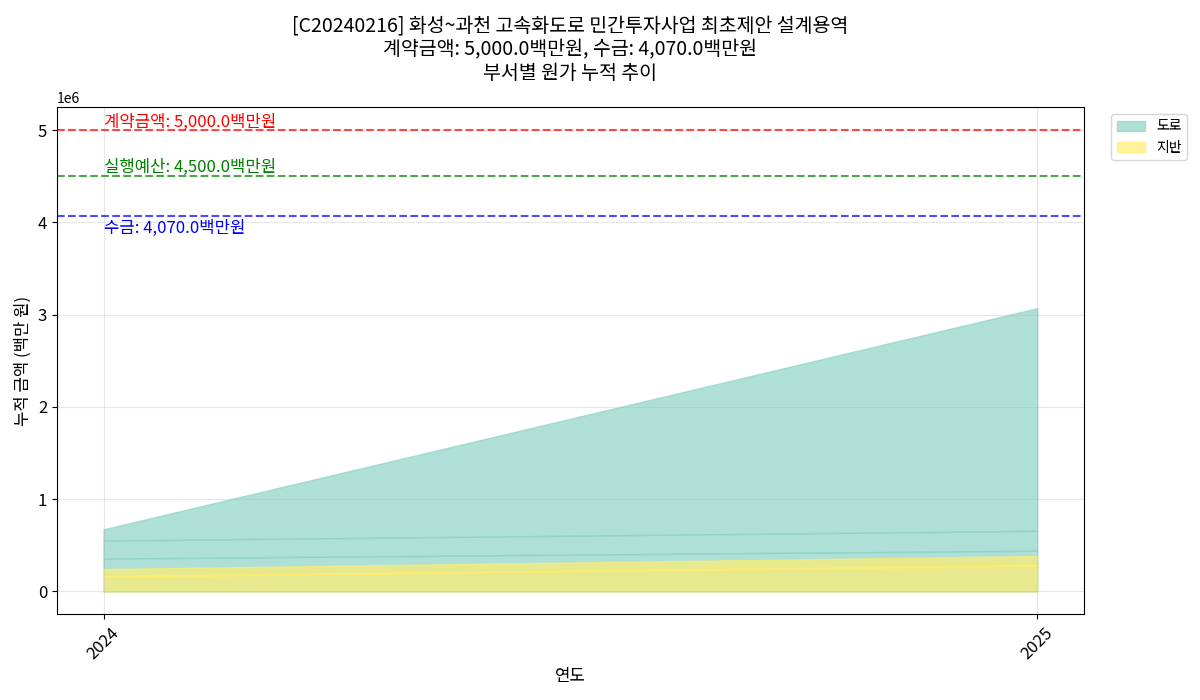 [C20240216] 화성~과천 고속화도로 민간투자사업 최초제안 설계용역
계약금액: 5,000.0백만원, 수금: 4,070.0백만원
부서별 원가 누적 추이
1e6
계약금액: 5,000.0백만원
실행예산: 4,500.0백만원
수금: 4,070.0백만원
도로
지반
누적 금액 (백만 원)
5
4
3
2
1
0
2024
2025
연도